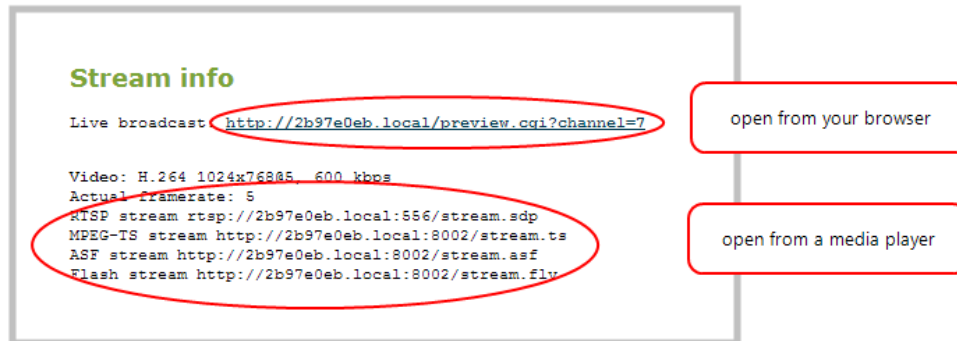 Stream info
Live broadcast: http://2b97e0eb.local/preview.cgi?channel=7
open from your browser
Video: H.264 1024x768@5, 600 kbps
Actual framerate: 5
RTSP stream rtsp://2b97e0eb.local:556/stream.sdp
MPEG-TS stream http://2b97e0eb.local:8002/stream.ts
open from a media player
ASF stream http://2b97e0eb.local:8002/stream.asf
Flash stream http://2b97e0eb.local:8002/stream.flv